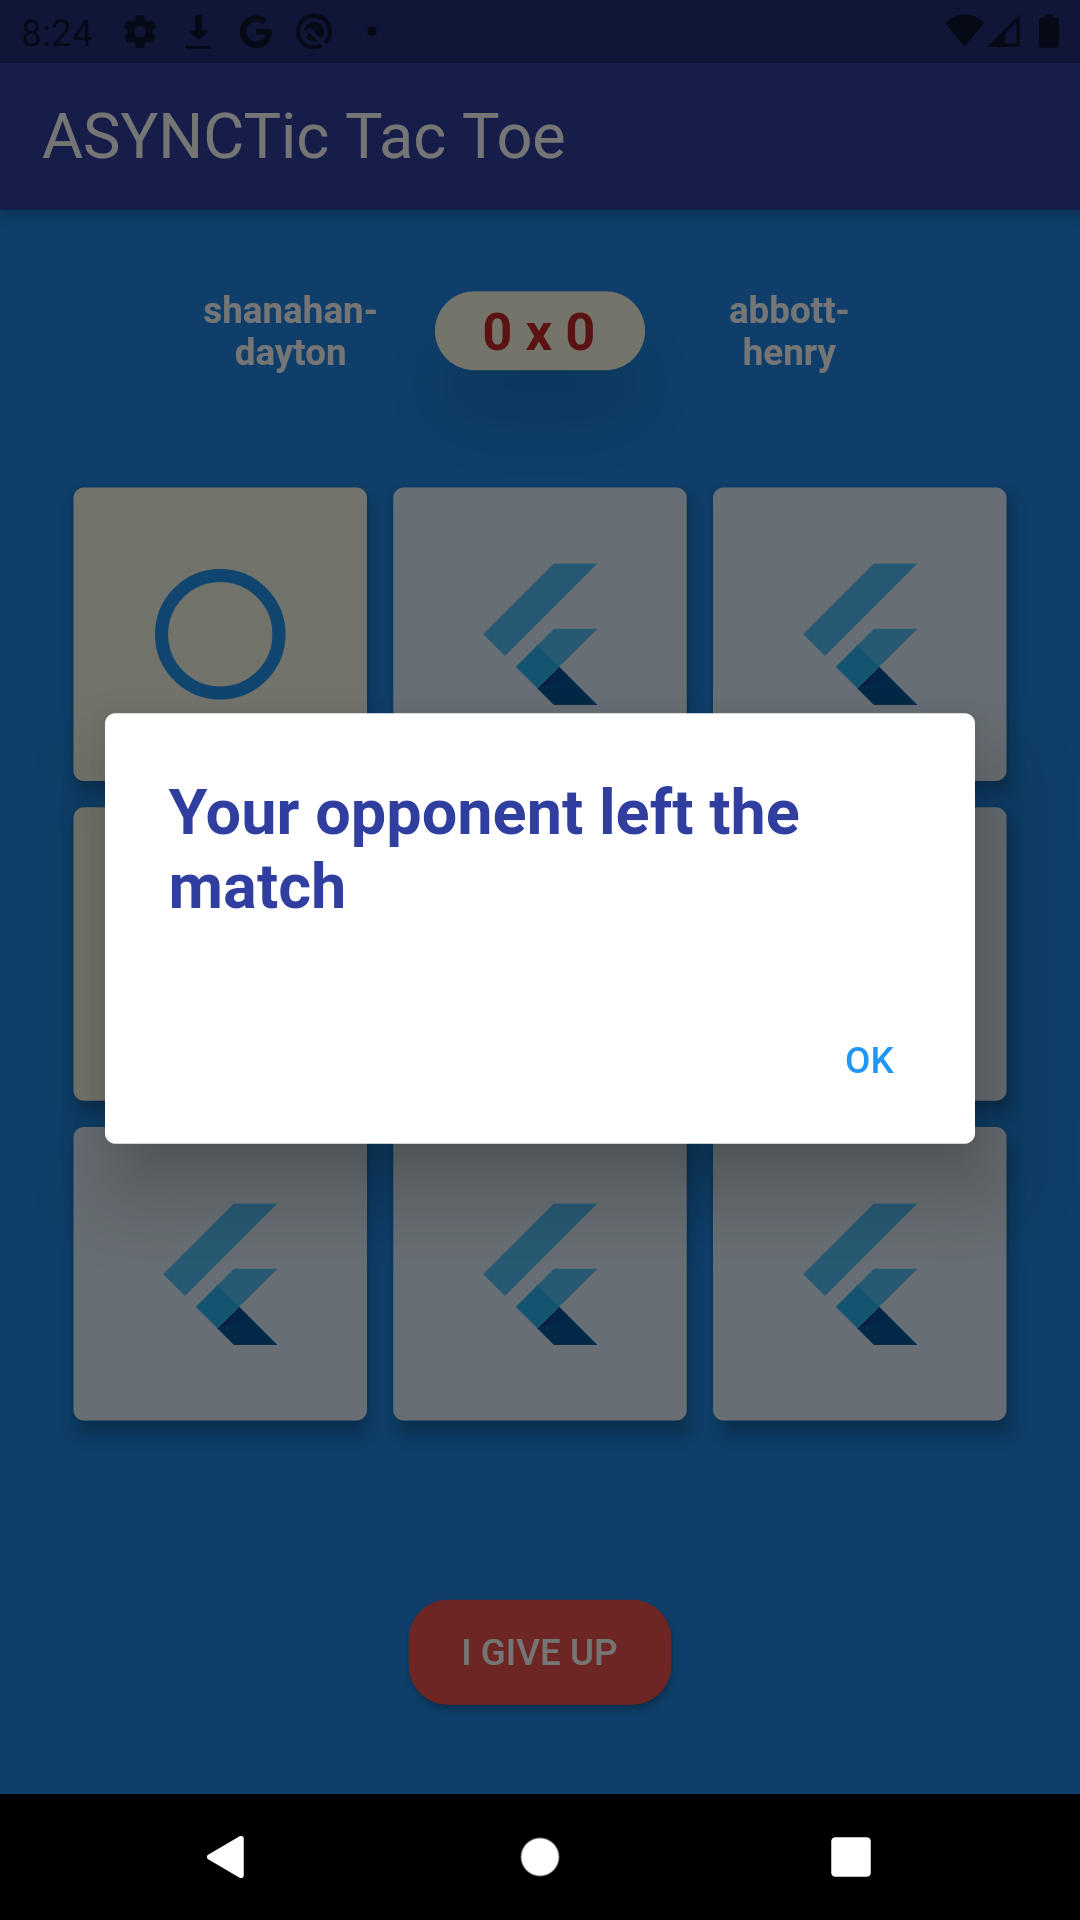 8:24
ASYNCTic Tac Toe
shanahan-
dayton
0 x 0
abbott-
henry
Your opponent left the
match
OK
I GIVE UP